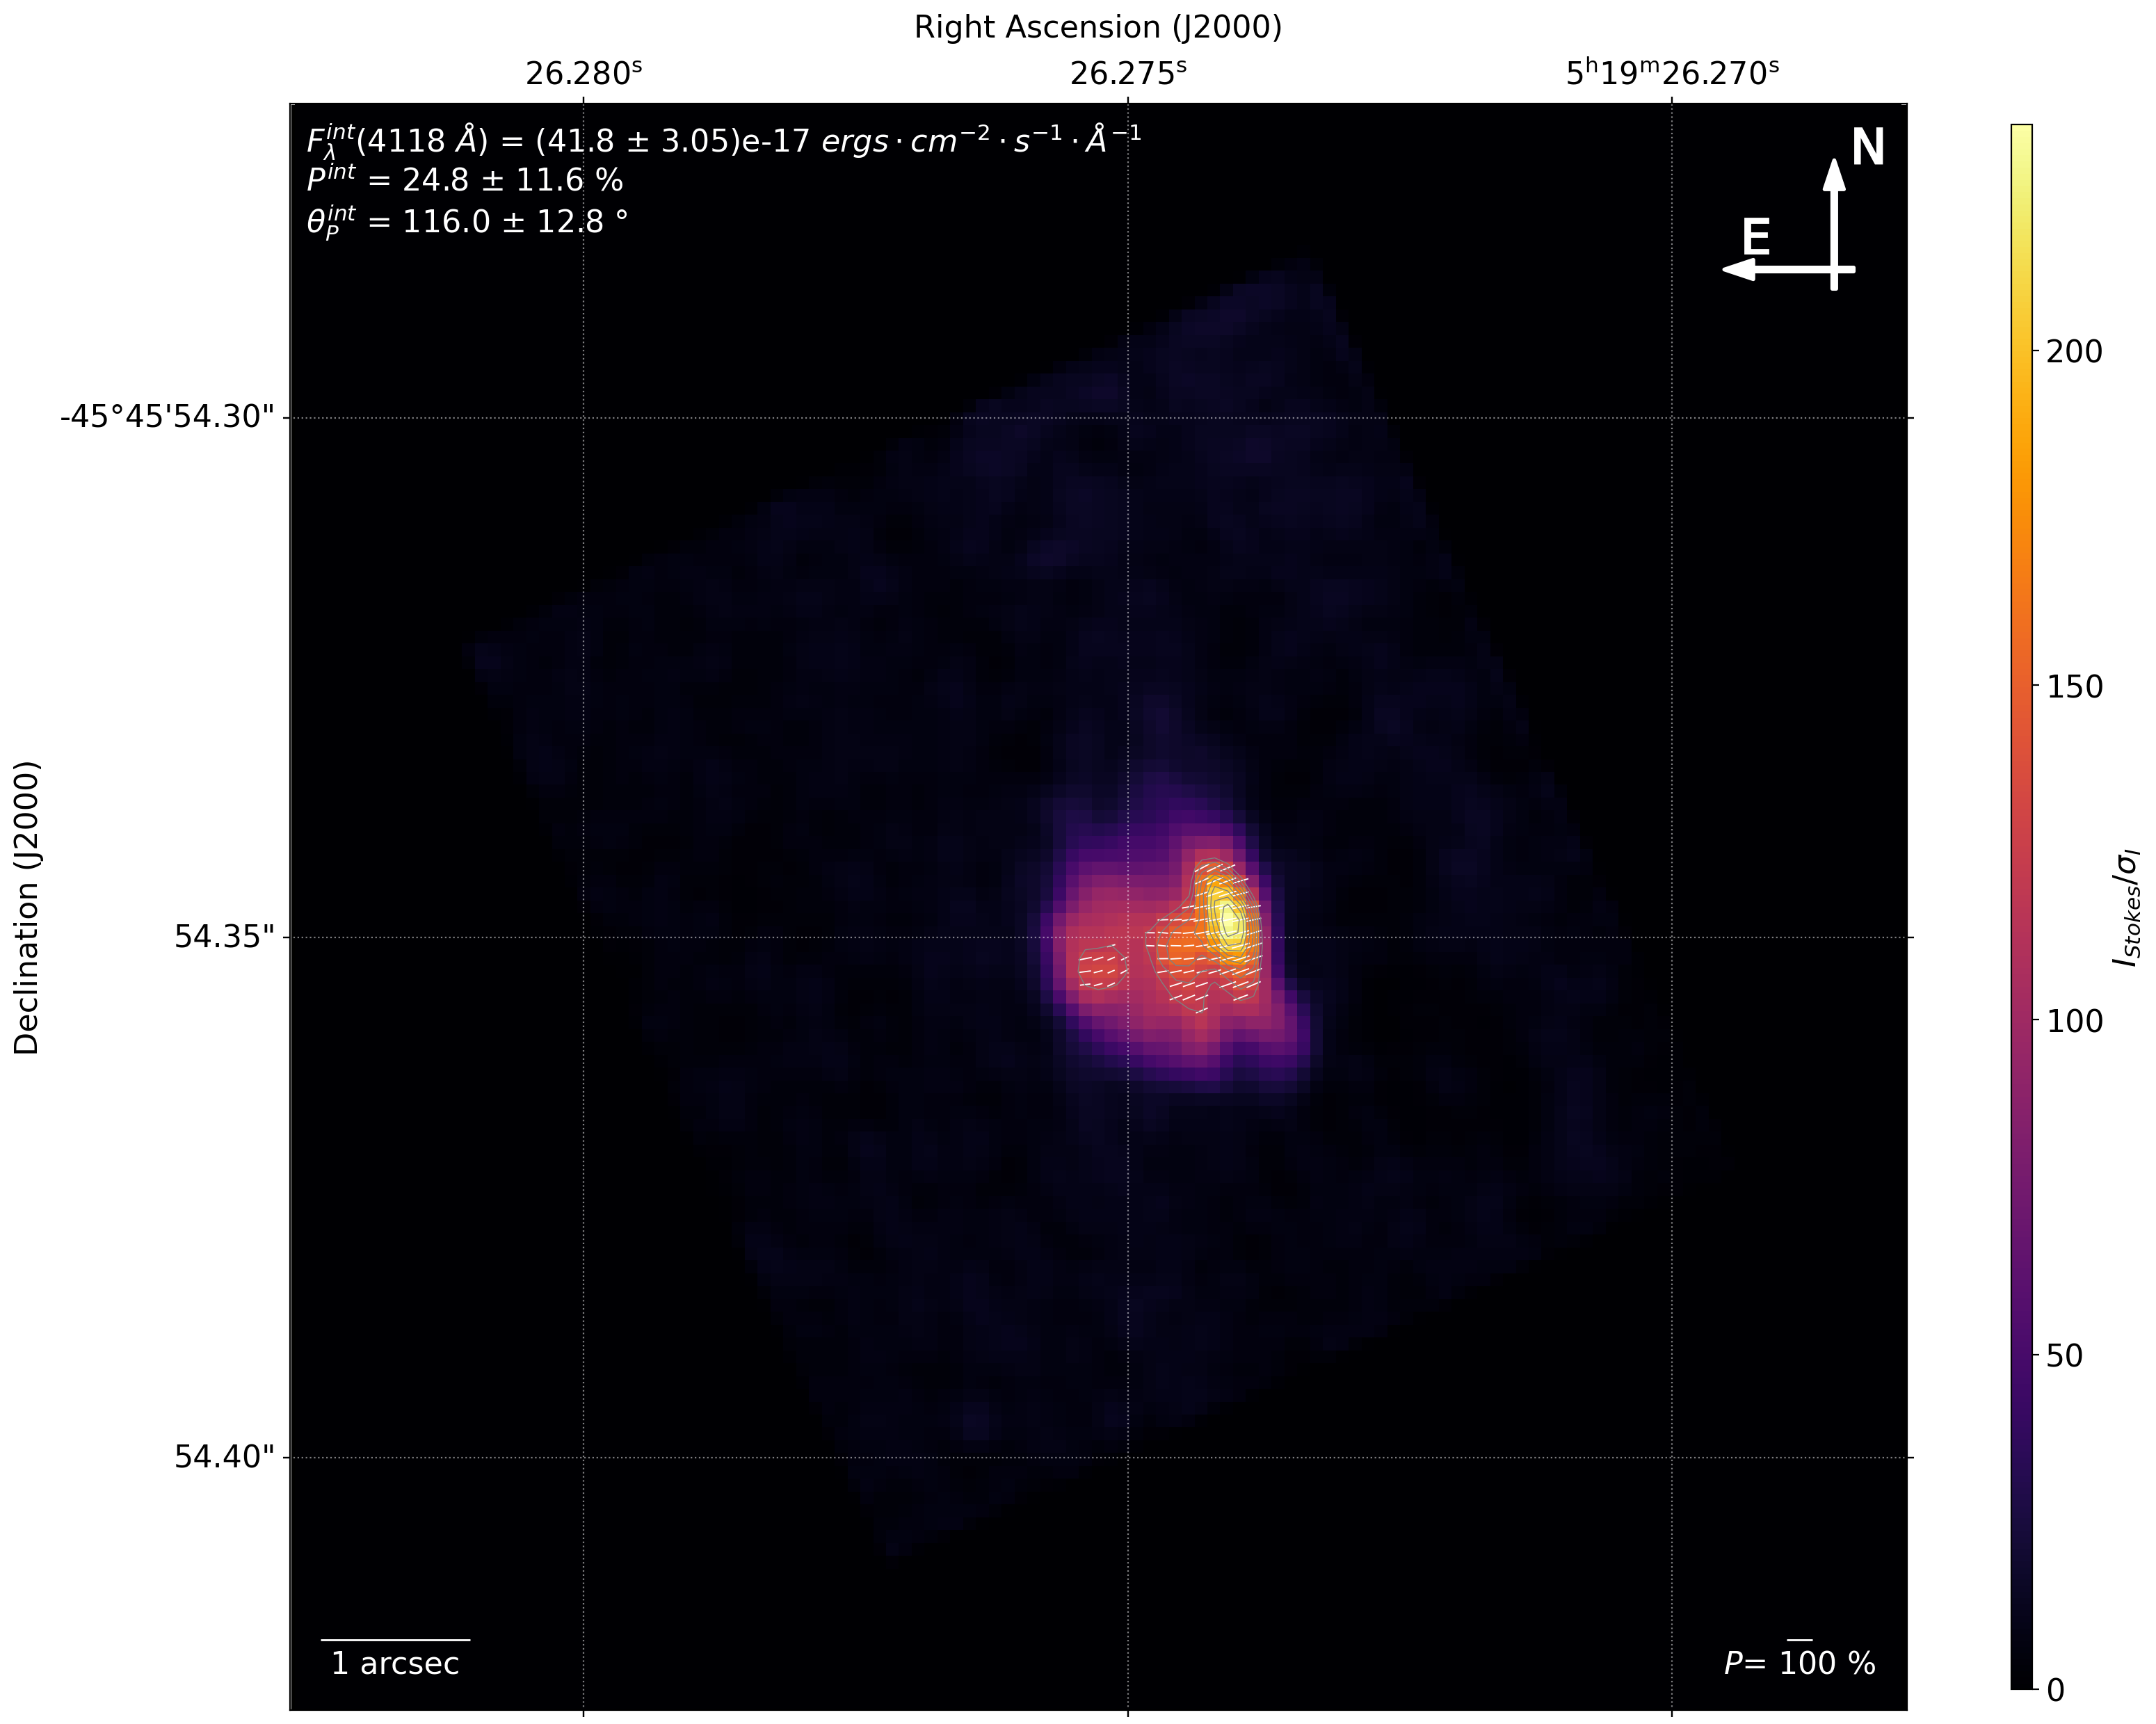 Right Ascension (J2000)
26.280ˢ 26.275ˢ 5ʰ19ᵐ26.270ˢ
F_λ^int(4118 Å) = (41.8 ± 3.05)e-17 ergs · cm⁻² · s⁻¹ · Å⁻¹
P^int = 24.8 ± 11.6 %
θ_P^int = 116.0 ± 12.8 °
N
E
-45°45'54.30"
54.35"
54.40"
Declination (J2000)
1 arcsec
P= 100 %
200
150
100
50
0
I_Stokes/σ_I